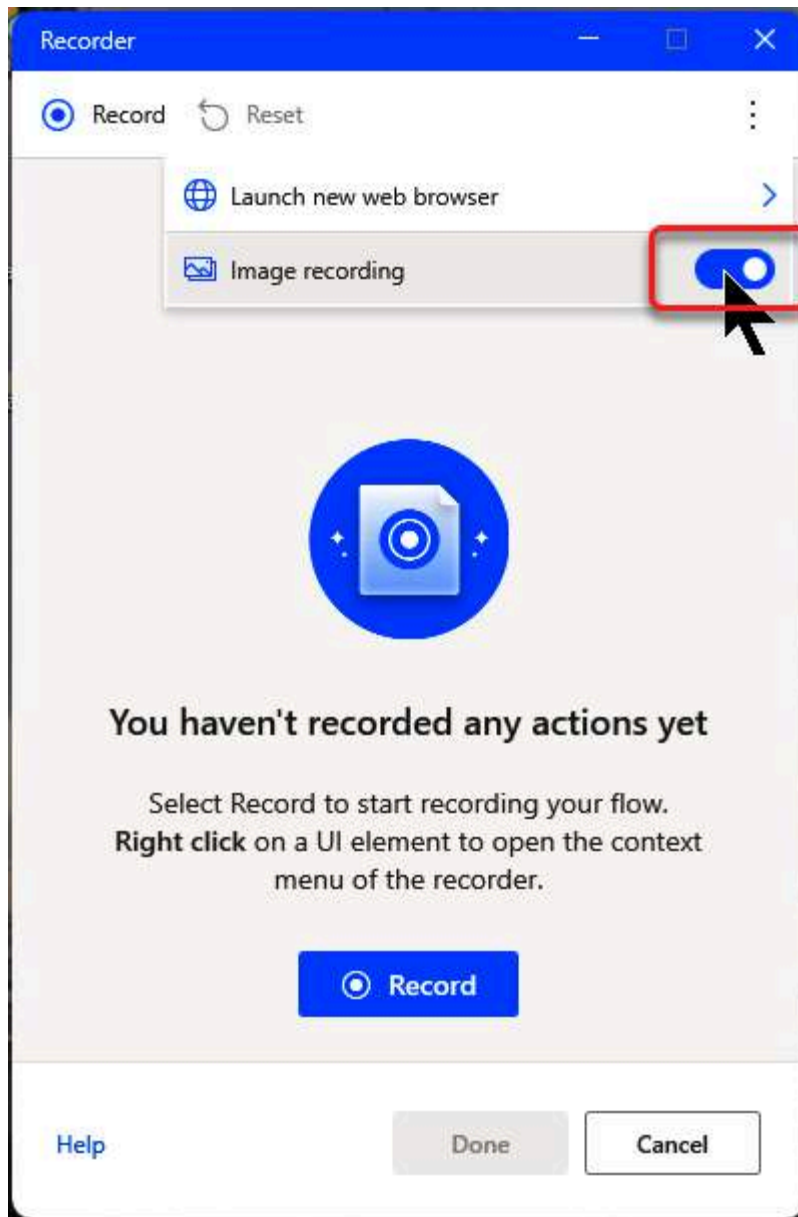 Recorder
Record Reset
Launch new web browser
Image recording
You haven't recorded any actions yet
Select Record to start recording your flow.
Right click on a UI element to open the context
menu of the recorder.
Record
Help Done Cancel